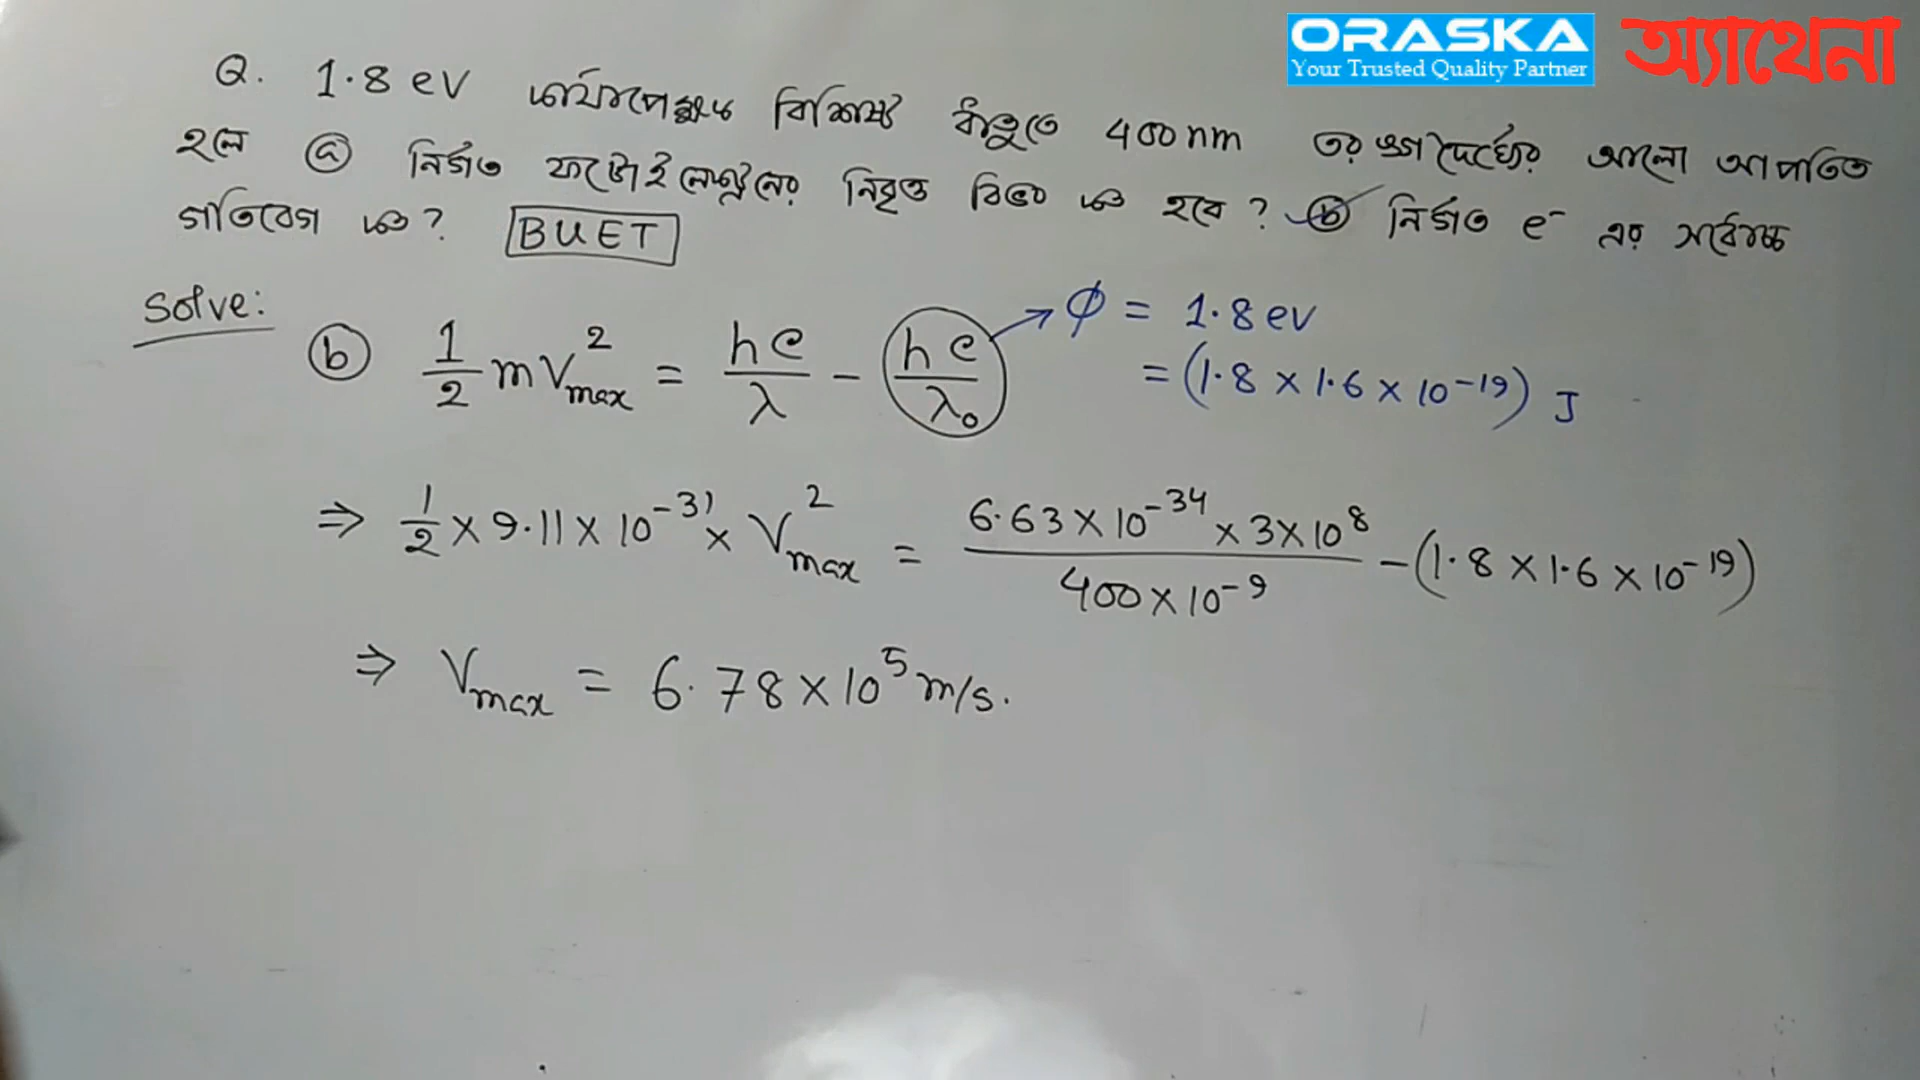 ORASKA
Your Trusted Quality Partner
অ্যাথেনা
Q. 1.8 eV কার্যাপেক্ষক বিশিষ্ট ধাতুতে 400 nm তরঙ্গদৈর্ঘ্যের আলো আপতিত
হলে ⓐ নির্গত ফটোইলেক্ট্রনের নিবৃত্ত বিভব কত হবে? ⓑ নির্গত e⁻ এর সর্বোচ্চ
গতিবেগ কত? BUET
Solve:
ⓑ 1/2 mV²max = hc/λ − hc/λ₀ → φ = 1.8 eV
= (1.8 × 1.6 × 10⁻¹⁹) J
⇒ 1/2 × 9.11 × 10⁻³¹ × V²max = 6.63 × 10⁻³⁴ × 3 × 10⁸ / 400 × 10⁻⁹ − (1.8 × 1.6 × 10⁻¹⁹)
⇒ Vmax = 6.78 × 10⁵ m/s.